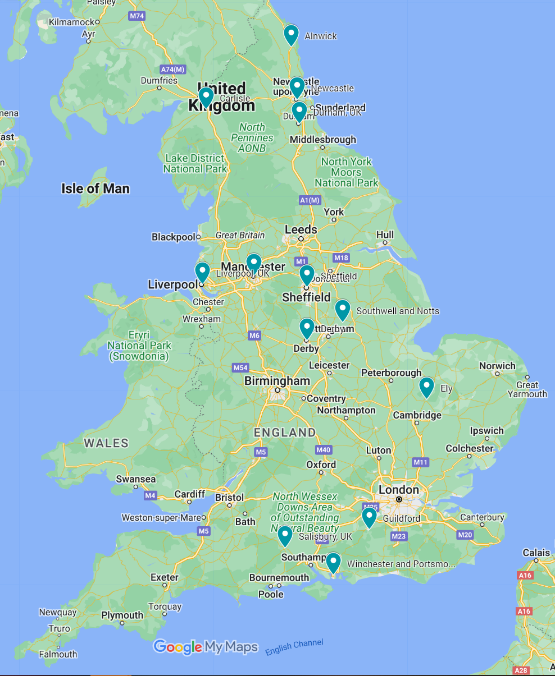 Paisley
Kilmarnock
M74
Ayr
Alnwick
A74(M)
Dumfries
United
Kingdom
Carlisle
Newcastle
upon Tyne
Newcastle
Sunderland
Durham, UK
Middlesbrough
North
Pennines
AONB
Lake District
National Park
North York
Moors
National Park
Isle of Man
A1(M)
York
Blackpool
Great Britain
Leeds
Hull
M1
M18
Manchester
Liverpool, UK
Liverpool
Doncaster
Sheffield
Sheffield
Chester
Wrexham
Southwell and Notts
Eryri
National Park
(Snowdonia)
M6
Derby
Leicester
Peterborough
Norwich
Great
Yarmouth
M54
Birmingham
Ely
Coventry
Northampton
Cambridge
Ipswich
Colchester
WALES
ENGLAND
M5
M40
Luton
M11
Oxford
Swansea
M4
Cardiff
Bristol
London
North Wessex
Downs AREA
of Outstanding
Natural Beauty
Weston-super-Mare
Bath
M5
M25
Guildford
M23
Canterbury
M20
Salisbury, UK
Calais
A16
Southamp
Winchester and Portsmo...
Exeter
Bournemouth
Poole
Torquay
Newquay
Plymouth
Truro
Falmouth
A16
A28
Google My Maps
English Channel